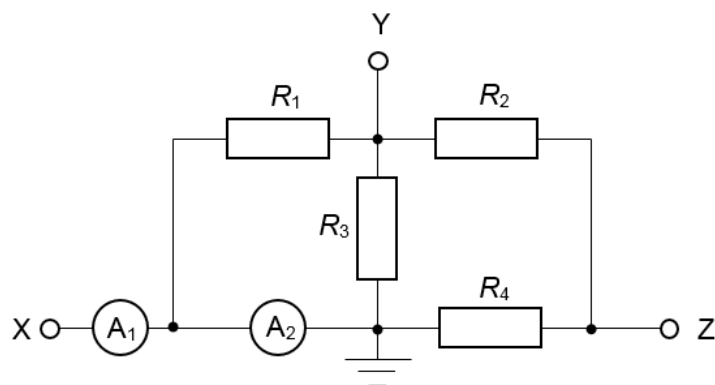 Y
R₁
R₂
R₃
R₄
X
A₁
A₂
Z